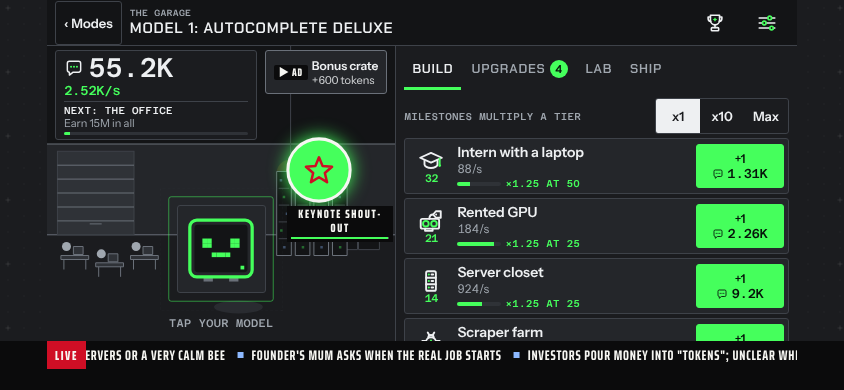 ‹ Modes
THE GARAGE
MODEL 1: AUTOCOMPLETE DELUXE
55.2K
2.52K/s
NEXT: THE OFFICE
Earn 15M in all
AD
Bonus crate
+600 tokens
KEYNOTE SHOUT-
OUT
TAP YOUR MODEL
BUILD
UPGRADES 4
LAB
SHIP
MILESTONES MULTIPLY A TIER
x1
x10
Max
Intern with a laptop
88/s
32
×1.25 AT 50
+1
1.31K
Rented GPU
184/s
21
×1.25 AT 25
+1
2.26K
Server closet
924/s
14
×1.25 AT 25
+1
9.2K
Scraper farm
+1
LIVE
ERVERS OR A VERY CALM BEE ▪ FOUNDER'S MUM ASKS WHEN THE REAL JOB STARTS ▪ INVESTORS POUR MONEY INTO "TOKENS"; UNCLEAR WH